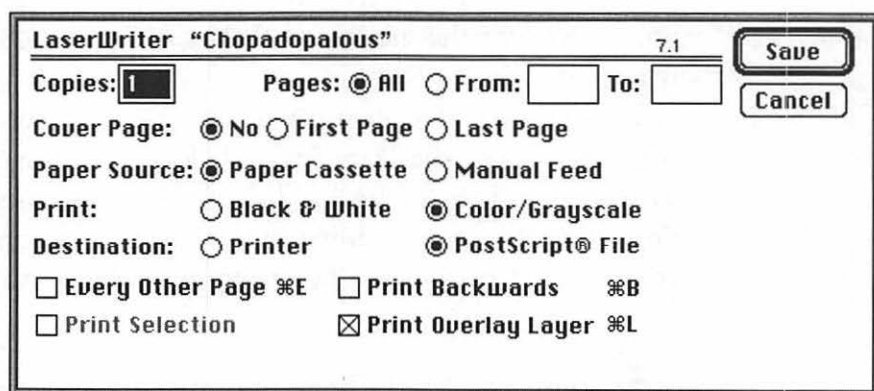 LaserWriter “Chopadopalous” 7.1 Save
Copies: 1 Pages: All From: To: Cancel
Cover Page: No First Page Last Page
Paper Source: Paper Cassette Manual Feed
Print: Black & White Color/Grayscale
Destination: Printer PostScript® File
Every Other Page ⌘E Print Backwards ⌘B
Print Selection Print Overlay Layer ⌘L